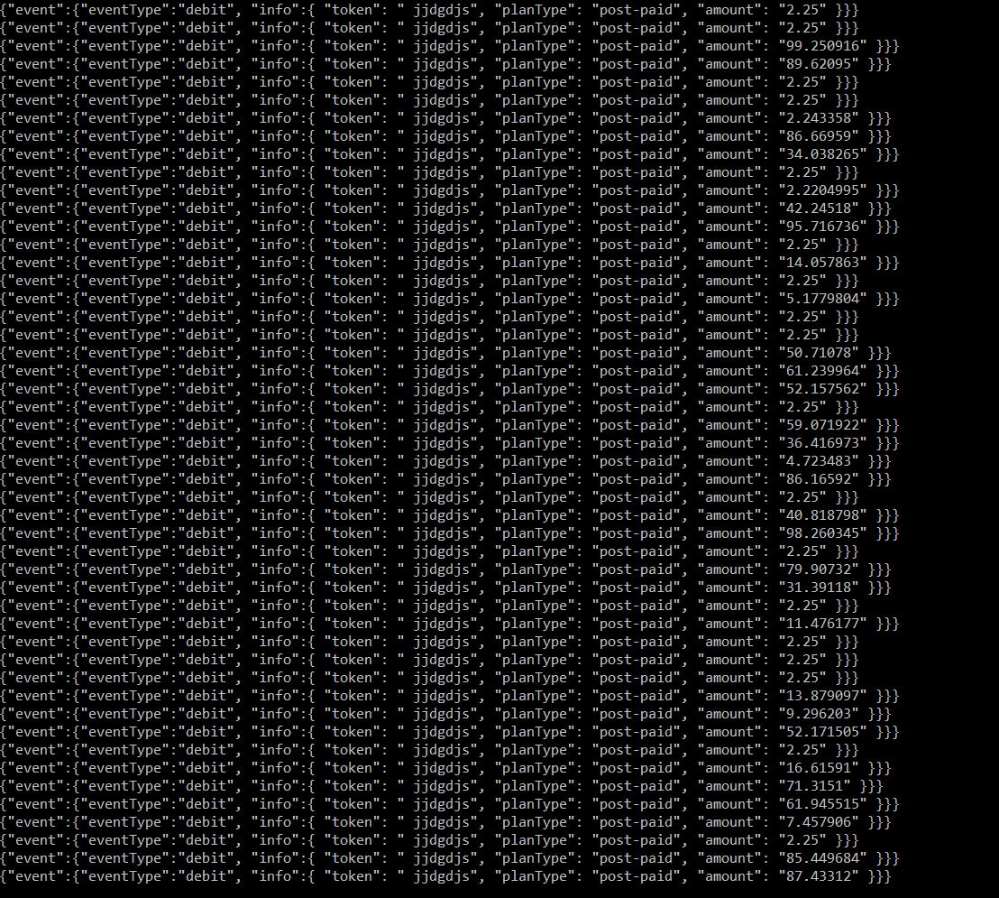 {"event":{"eventType":"debit", "info":{ "token": " jjdgdjs", "planType": "post-paid", "amount": "2.25" }}}
{"event":{"eventType":"debit", "info":{ "token": " jjdgdjs", "planType": "post-paid", "amount": "2.25" }}}
{"event":{"eventType":"debit", "info":{ "token": " jjdgdjs", "planType": "post-paid", "amount": "99.250916" }}}
{"event":{"eventType":"debit", "info":{ "token": " jjdgdjs", "planType": "post-paid", "amount": "89.62095" }}}
{"event":{"eventType":"debit", "info":{ "token": " jjdgdjs", "planType": "post-paid", "amount": "2.25" }}}
{"event":{"eventType":"debit", "info":{ "token": " jjdgdjs", "planType": "post-paid", "amount": "2.25" }}}
{"event":{"eventType":"debit", "info":{ "token": " jjdgdjs", "planType": "post-paid", "amount": "2.243358" }}}
{"event":{"eventType":"debit", "info":{ "token": " jjdgdjs", "planType": "post-paid", "amount": "86.66959" }}}
{"event":{"eventType":"debit", "info":{ "token": " jjdgdjs", "planType": "post-paid", "amount": "34.038265" }}}
{"event":{"eventType":"debit", "info":{ "token": " jjdgdjs", "planType": "post-paid", "amount": "2.25" }}}
{"event":{"eventType":"debit", "info":{ "token": " jjdgdjs", "planType": "post-paid", "amount": "2.2204995" }}}
{"event":{"eventType":"debit", "info":{ "token": " jjdgdjs", "planType": "post-paid", "amount": "42.24518" }}}
{"event":{"eventType":"debit", "info":{ "token": " jjdgdjs", "planType": "post-paid", "amount": "95.716736" }}}
{"event":{"eventType":"debit", "info":{ "token": " jjdgdjs", "planType": "post-paid", "amount": "2.25" }}}
{"event":{"eventType":"debit", "info":{ "token": " jjdgdjs", "planType": "post-paid", "amount": "14.057863" }}}
{"event":{"eventType":"debit", "info":{ "token": " jjdgdjs", "planType": "post-paid", "amount": "2.25" }}}
{"event":{"eventType":"debit", "info":{ "token": " jjdgdjs", "planType": "post-paid", "amount": "5.1779804" }}}
{"event":{"eventType":"debit", "info":{ "token": " jjdgdjs", "planType": "post-paid", "amount": "2.25" }}}
{"event":{"eventType":"debit", "info":{ "token": " jjdgdjs", "planType": "post-paid", "amount": "2.25" }}}
{"event":{"eventType":"debit", "info":{ "token": " jjdgdjs", "planType": "post-paid", "amount": "50.71078" }}}
{"event":{"eventType":"debit", "info":{ "token": " jjdgdjs", "planType": "post-paid", "amount": "61.239964" }}}
{"event":{"eventType":"debit", "info":{ "token": " jjdgdjs", "planType": "post-paid", "amount": "52.157562" }}}
{"event":{"eventType":"debit", "info":{ "token": " jjdgdjs", "planType": "post-paid", "amount": "2.25" }}}
{"event":{"eventType":"debit", "info":{ "token": " jjdgdjs", "planType": "post-paid", "amount": "59.071922" }}}
{"event":{"eventType":"debit", "info":{ "token": " jjdgdjs", "planType": "post-paid", "amount": "36.416973" }}}
{"event":{"eventType":"debit", "info":{ "token": " jjdgdjs", "planType": "post-paid", "amount": "4.723483" }}}
{"event":{"eventType":"debit", "info":{ "token": " jjdgdjs", "planType": "post-paid", "amount": "86.16592" }}}
{"event":{"eventType":"debit", "info":{ "token": " jjdgdjs", "planType": "post-paid", "amount": "2.25" }}}
{"event":{"eventType":"debit", "info":{ "token": " jjdgdjs", "planType": "post-paid", "amount": "40.818798" }}}
{"event":{"eventType":"debit", "info":{ "token": " jjdgdjs", "planType": "post-paid", "amount": "98.260345" }}}
{"event":{"eventType":"debit", "info":{ "token": " jjdgdjs", "planType": "post-paid", "amount": "2.25" }}}
{"event":{"eventType":"debit", "info":{ "token": " jjdgdjs", "planType": "post-paid", "amount": "79.90732" }}}
{"event":{"eventType":"debit", "info":{ "token": " jjdgdjs", "planType": "post-paid", "amount": "31.39118" }}}
{"event":{"eventType":"debit", "info":{ "token": " jjdgdjs", "planType": "post-paid", "amount": "2.25" }}}
{"event":{"eventType":"debit", "info":{ "token": " jjdgdjs", "planType": "post-paid", "amount": "11.476177" }}}
{"event":{"eventType":"debit", "info":{ "token": " jjdgdjs", "planType": "post-paid", "amount": "2.25" }}}
{"event":{"eventType":"debit", "info":{ "token": " jjdgdjs", "planType": "post-paid", "amount": "2.25" }}}
{"event":{"eventType":"debit", "info":{ "token": " jjdgdjs", "planType": "post-paid", "amount": "2.25" }}}
{"event":{"eventType":"debit", "info":{ "token": " jjdgdjs", "planType": "post-paid", "amount": "13.879097" }}}
{"event":{"eventType":"debit", "info":{ "token": " jjdgdjs", "planType": "post-paid", "amount": "9.296203" }}}
{"event":{"eventType":"debit", "info":{ "token": " jjdgdjs", "planType": "post-paid", "amount": "52.171505" }}}
{"event":{"eventType":"debit", "info":{ "token": " jjdgdjs", "planType": "post-paid", "amount": "2.25" }}}
{"event":{"eventType":"debit", "info":{ "token": " jjdgdjs", "planType": "post-paid", "amount": "16.61591" }}}
{"event":{"eventType":"debit", "info":{ "token": " jjdgdjs", "planType": "post-paid", "amount": "71.3151" }}}
{"event":{"eventType":"debit", "info":{ "token": " jjdgdjs", "planType": "post-paid", "amount": "61.945515" }}}
{"event":{"eventType":"debit", "info":{ "token": " jjdgdjs", "planType": "post-paid", "amount": "7.457906" }}}
{"event":{"eventType":"debit", "info":{ "token": " jjdgdjs", "planType": "post-paid", "amount": "2.25" }}}
{"event":{"eventType":"debit", "info":{ "token": " jjdgdjs", "planType": "post-paid", "amount": "85.449684" }}}
{"event":{"eventType":"debit", "info":{ "token": " jjdgdjs", "planType": "post-paid", "amount": "87.43312" }}}